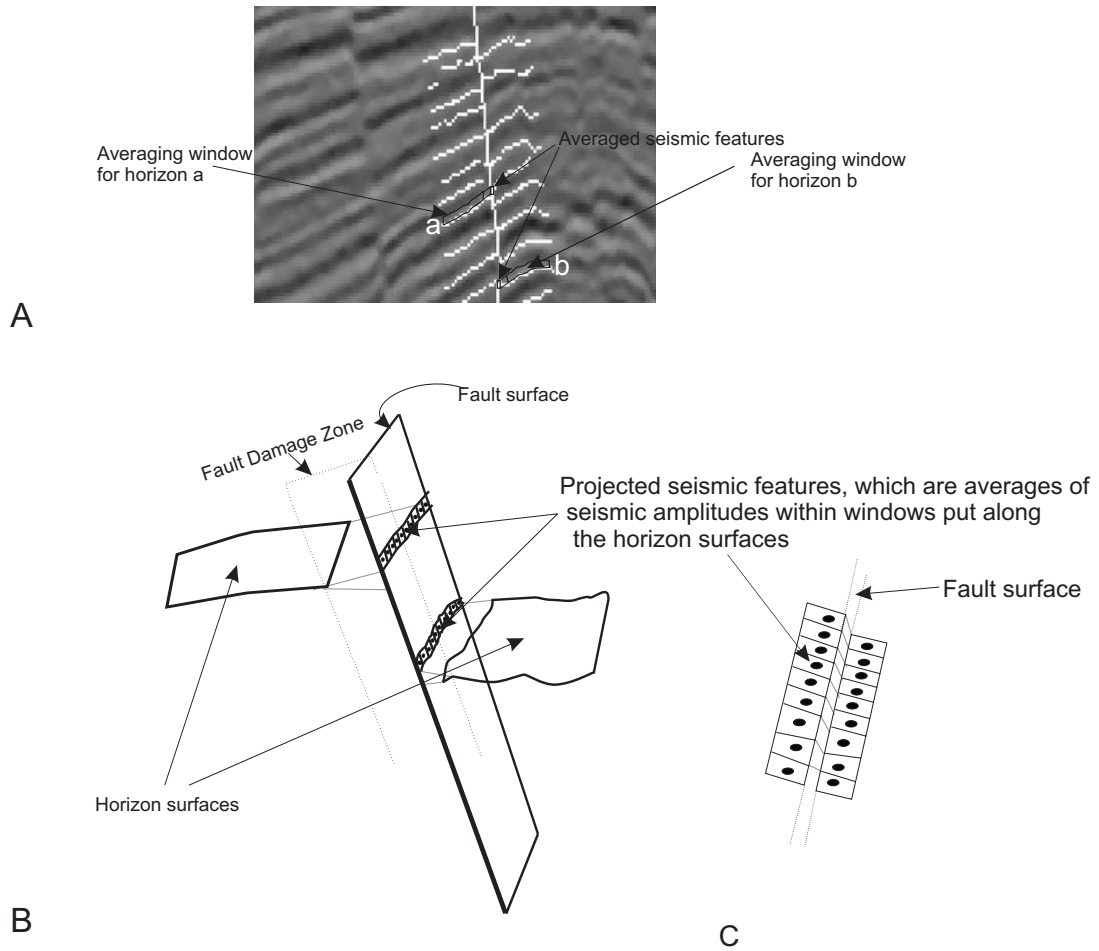 Averaging window
for horizon a
Averaged seismic features
Averaging window
for horizon b
a
b
A
Fault surface
Fault Damage Zone
Projected seismic features, which are averages of
seismic amplitudes within windows put along
the horizon surfaces
Fault surface
Horizon surfaces
B
C